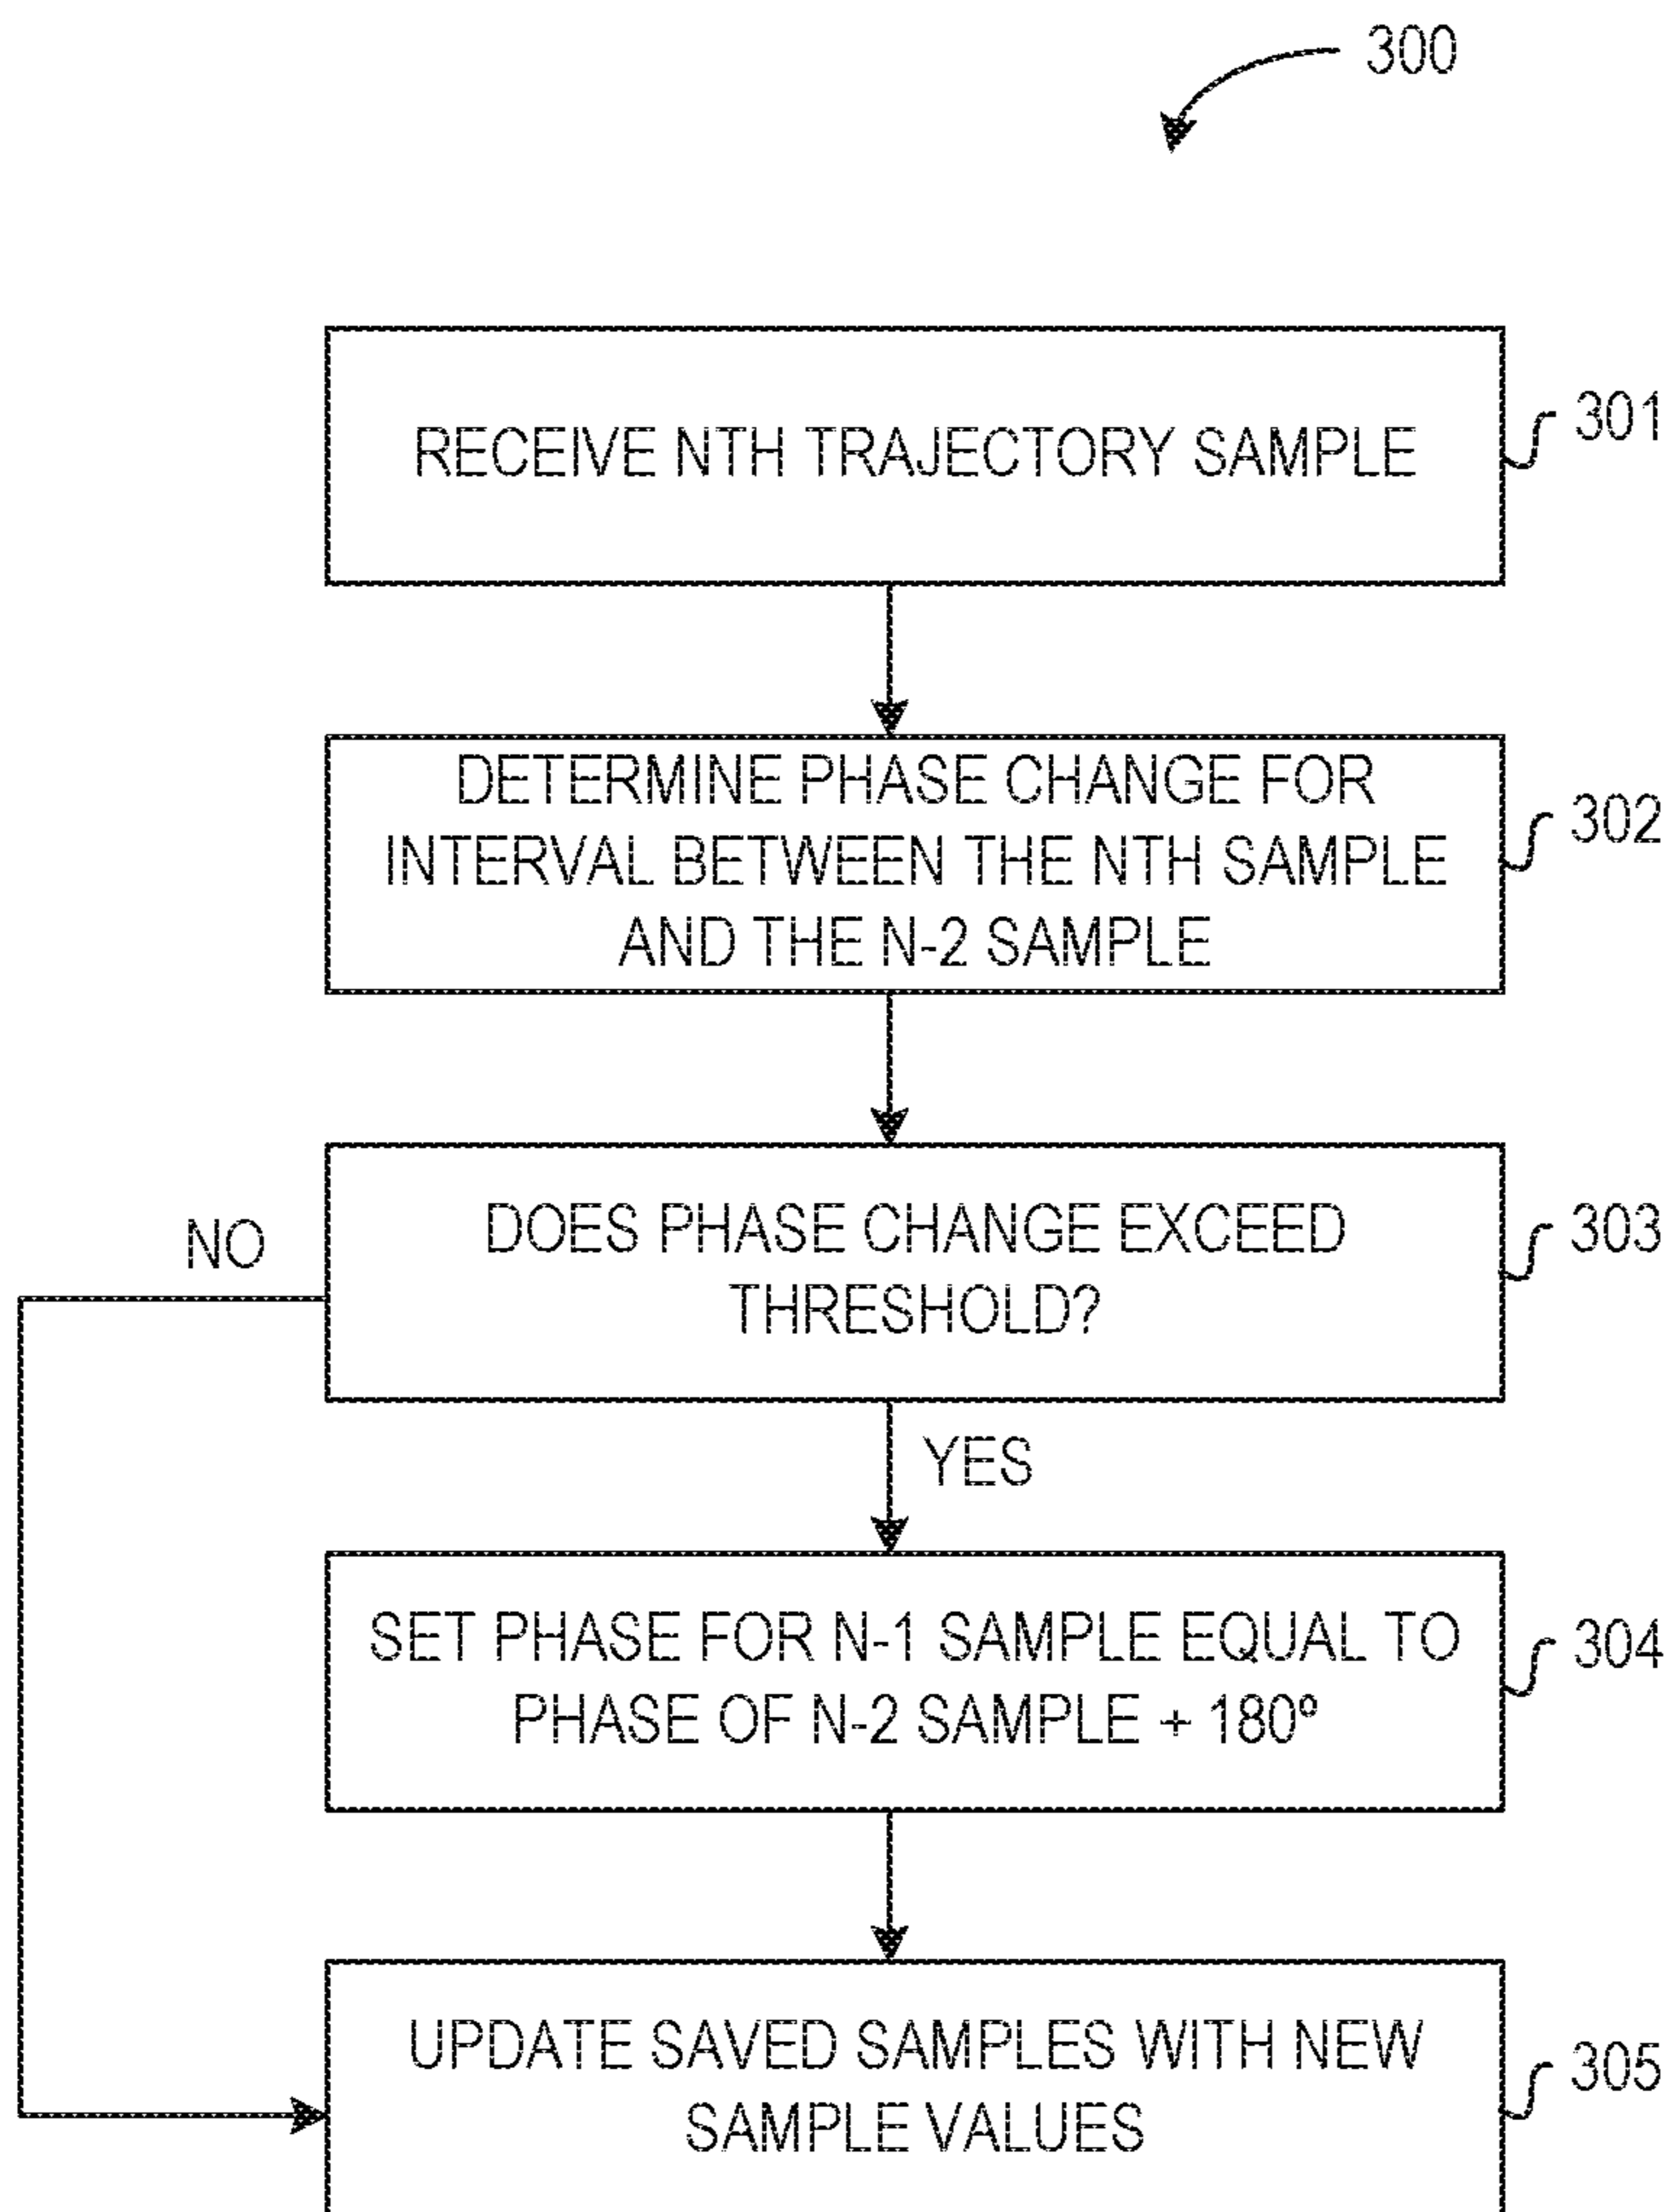 300
RECEIVE NTH TRAJECTORY SAMPLE
301
DETERMINE PHASE CHANGE FOR
INTERVAL BETWEEN THE NTH SAMPLE
AND THE N-2 SAMPLE
302
DOES PHASE CHANGE EXCEED
THRESHOLD?
303
NO
YES
SET PHASE FOR N-1 SAMPLE EQUAL TO
PHASE OF N-2 SAMPLE + 180º
304
UPDATE SAVED SAMPLES WITH NEW
SAMPLE VALUES
305